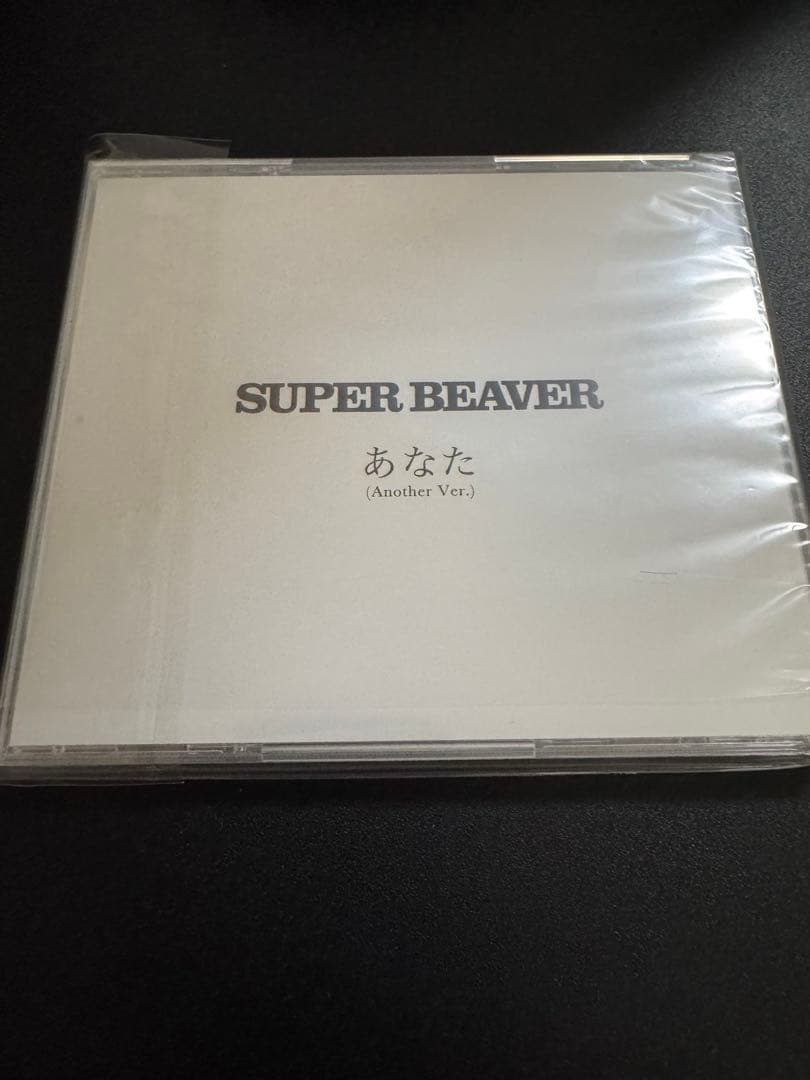 SUPER BEAVER
あなた
(Another Ver.)